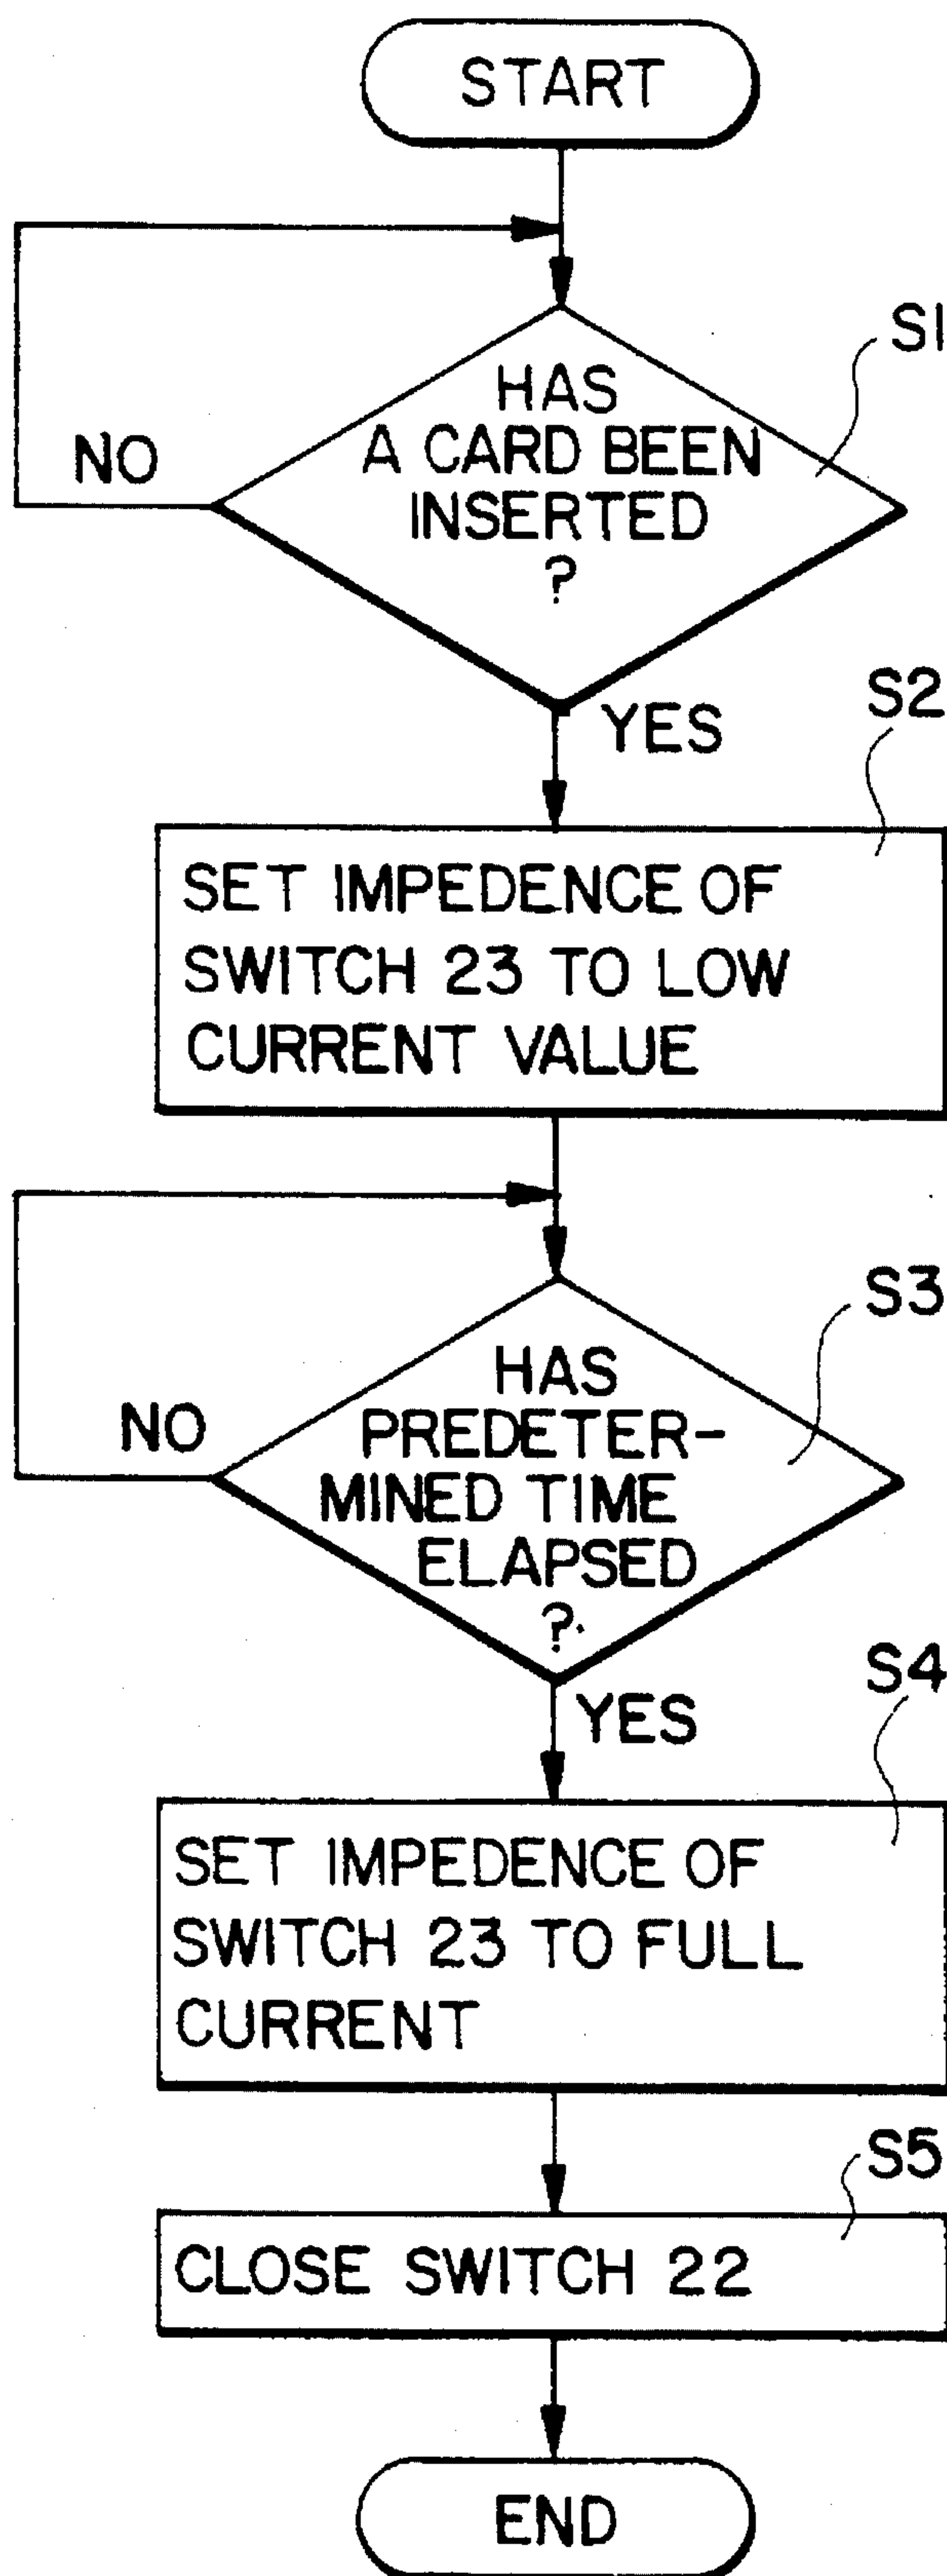 START
S1
HAS
A CARD BEEN
INSERTED
?
NO
YES
S2
SET IMPEDENCE OF
SWITCH 23 TO LOW
CURRENT VALUE
S3
HAS
PREDETER-
MINED TIME
ELAPSED
?
NO
YES
S4
SET IMPEDENCE OF
SWITCH 23 TO FULL
CURRENT
S5
CLOSE SWITCH 22
END